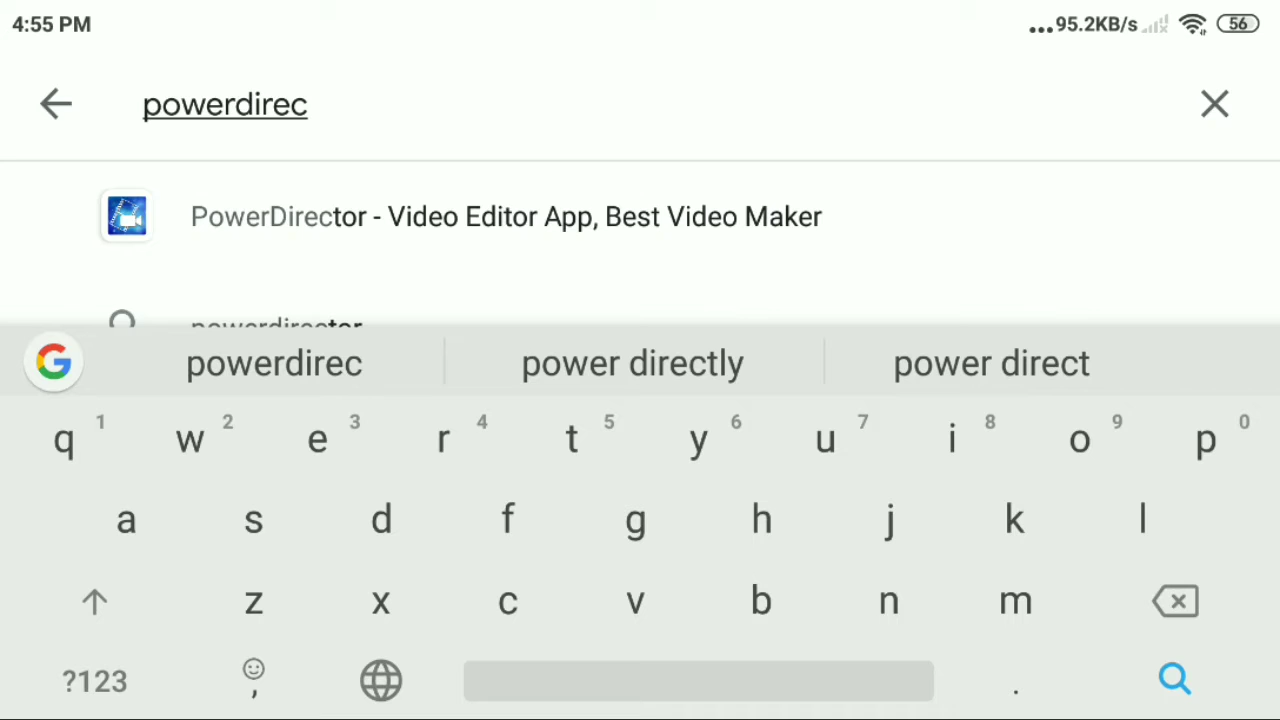 4:55 PM ...95.2KB/s 56
powerdirec
PowerDirector - Video Editor App, Best Video Maker
powerdirector
powerdirec power directly power direct
q 1 w 2 e 3 r 4 t 5 y 6 u 7 i 8 o 9 p 0
a s d f g h j k l
z x c v b n m
?123 , .